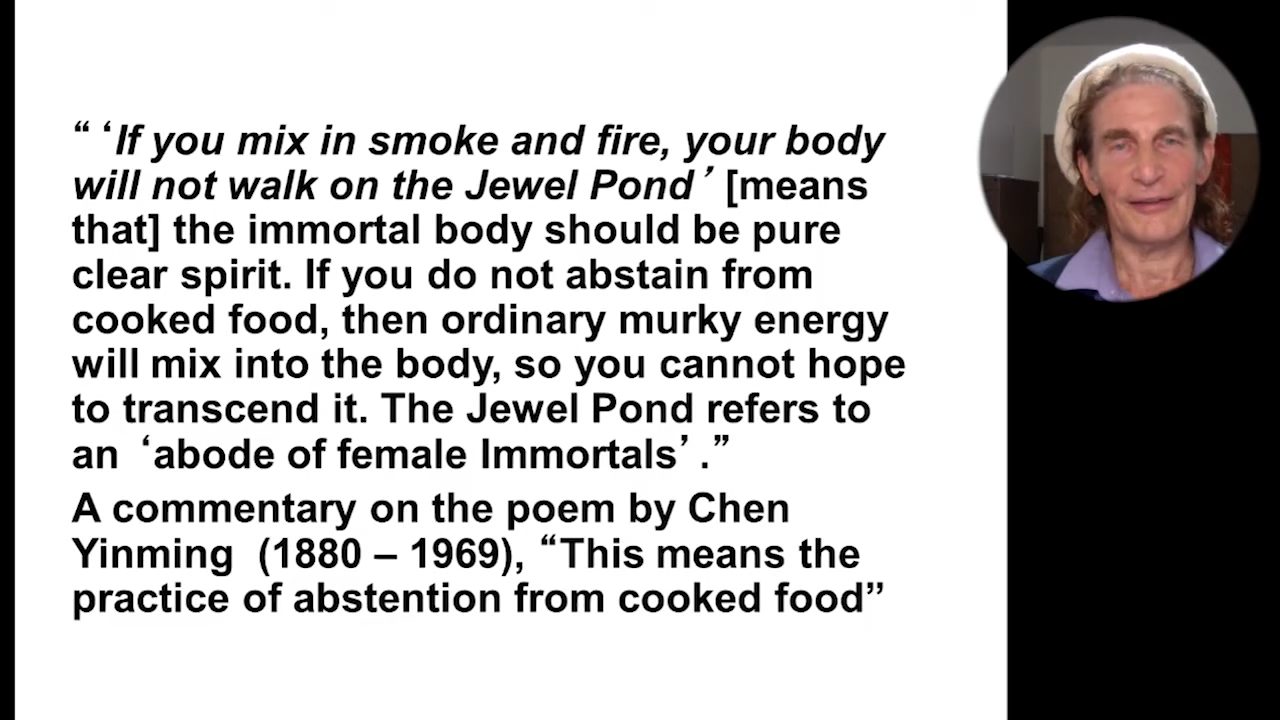 “ ‘If you mix in smoke and fire, your body
will not walk on the Jewel Pond’ [means
that] the immortal body should be pure
clear spirit. If you do not abstain from
cooked food, then ordinary murky energy
will mix into the body, so you cannot hope
to transcend it. The Jewel Pond refers to
an ‘abode of female Immortals’ .”
A commentary on the poem by Chen
Yinming (1880 – 1969), “This means the
practice of abstention from cooked food”